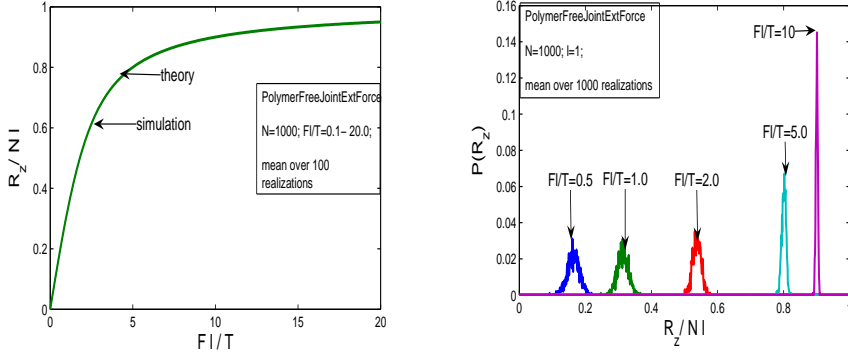 1
0.8
0.6
0.4
0.2
0
R_z / N l
0 5 10 15 20
F l / T
theory
simulation
PolymerFreeJointExtForce
N=1000; Fl/T=0.1− 20.0;
mean over 100
realizations
0.16
0.14
0.12
0.1
0.08
0.06
0.04
0.02
0
P(R_z)
0 0.2 0.4 0.6 0.8
R_z / N l
PolymerFreeJointExtForce
N=1000; l=1;
mean over 1000 realizations
Fl/T=10
Fl/T=5.0
Fl/T=0.5
Fl/T=1.0
Fl/T=2.0